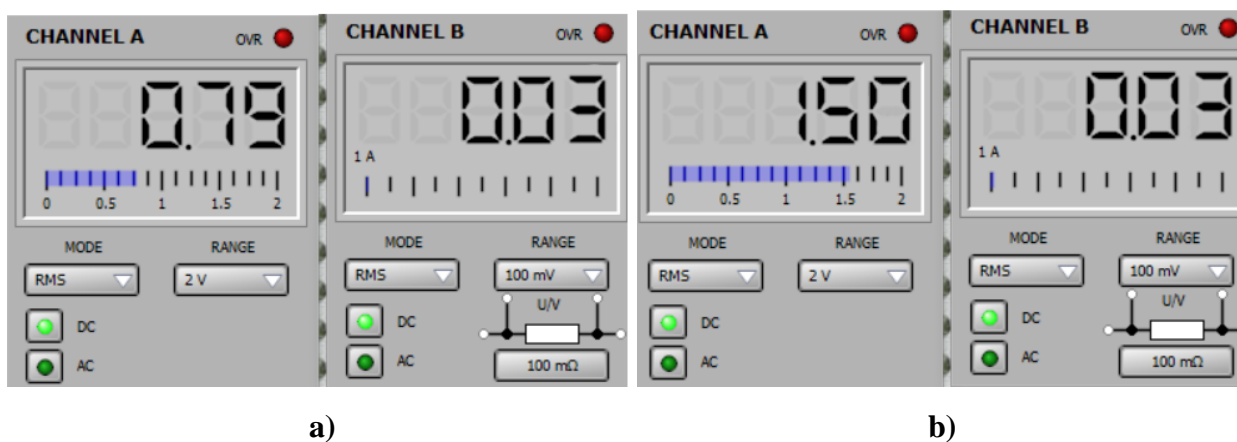 CHANNEL A OVR
0.79
0 0.5 1 1.5 2
MODE RANGE
RMS 2 V
DC
AC
CHANNEL B OVR
0.03
1 A
MODE RANGE
RMS 100 mV
U/V
DC
AC 100 mΩ
CHANNEL A OVR
1.50
0 0.5 1 1.5 2
MODE RANGE
RMS 2 V
DC
AC
CHANNEL B OVR
0.03
1 A
MODE RANGE
RMS 100 mV
U/V
DC
AC 100 mΩ
a) b)